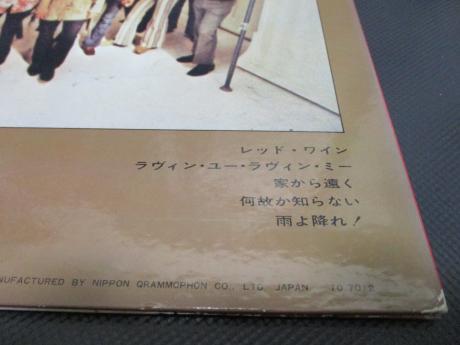 レッド・ワイン
ラヴィン・ユー・ラヴィン・ミー
家から遠く
何故か知らない
雨よ降れ!
NUFACTURED BY NIPPON GRAMMOPHON CO., LTD. JAPAN